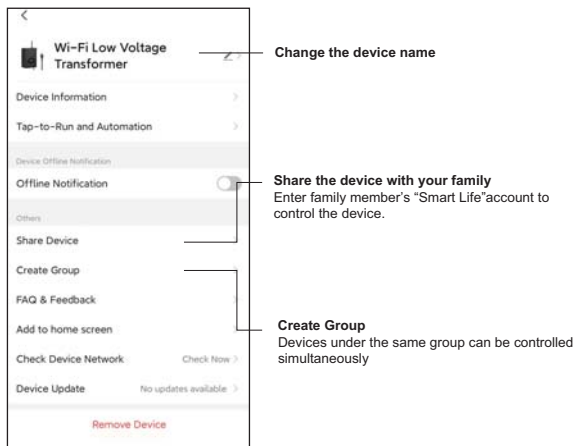 Wi-Fi Low Voltage
Transformer
Change the device name
Device Information
Tap-to-Run and Automation
Device Offline Notification
Offline Notification
Share the device with your family
Enter family member's “Smart Life”account to
control the device.
Others
Share Device
Create Group
FAQ & Feedback
Add to home screen
Create Group
Devices under the same group can be controlled
simultaneously
Check Device Network Check Now
Device Update No updates available
Remove Device